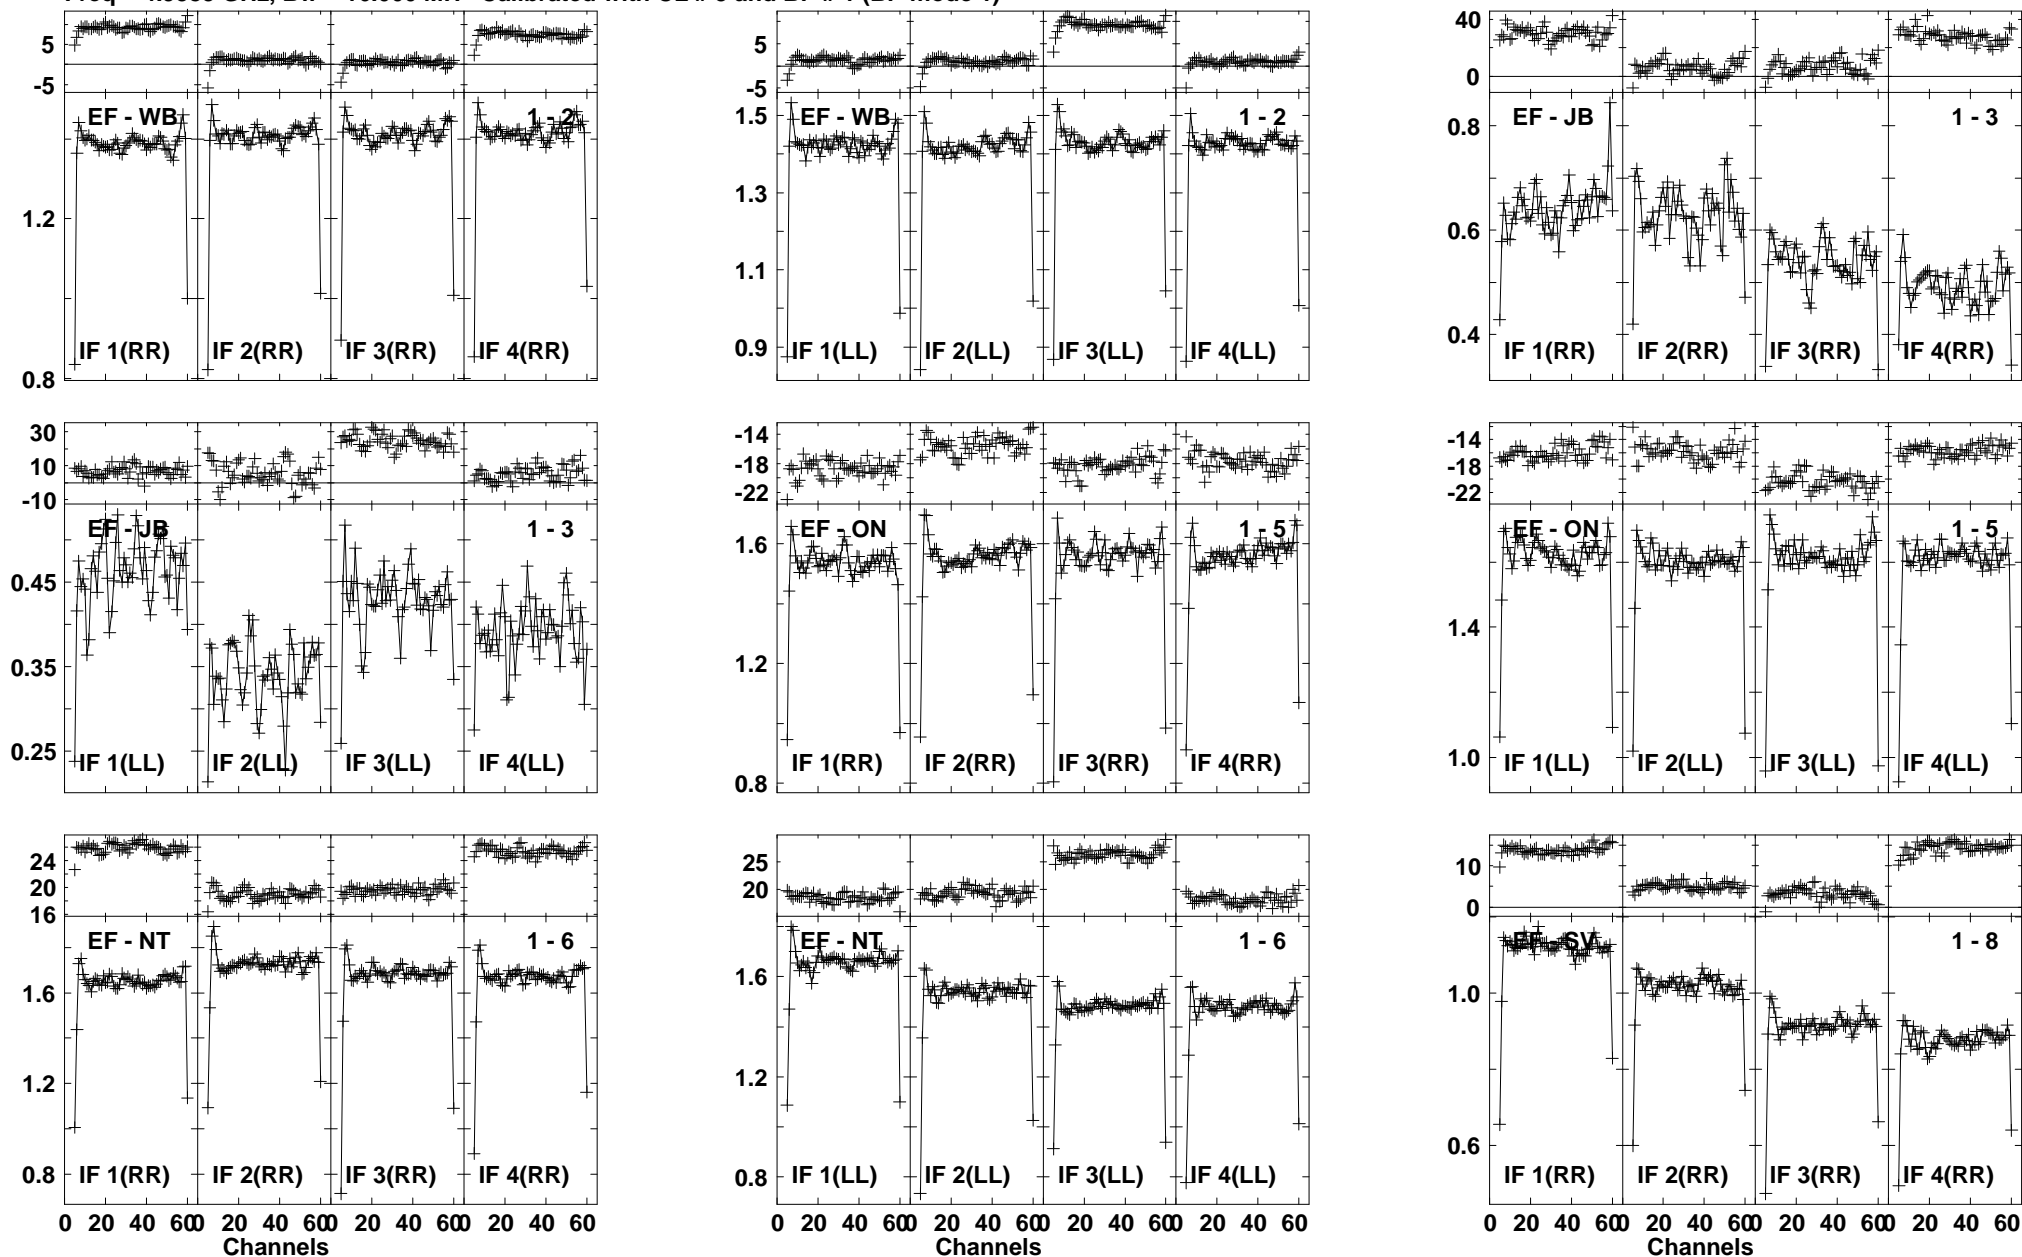 5
-5
EF - WB
1 - 2
1.2
0.8
IF 1(RR)
IF 2(RR)
IF 3(RR)
IF 4(RR)
5
-5
EF - WB
1 - 2
1.5
1.3
1.1
0.9
IF 1(LL)
IF 2(LL)
IF 3(LL)
IF 4(LL)
40
0
EF - JB
1 - 3
0.8
0.6
0.4
IF 1(RR)
IF 2(RR)
IF 3(RR)
IF 4(RR)
30
10
-10
EF - JB
1 - 3
0.45
0.35
0.25
IF 1(LL)
IF 2(LL)
IF 3(LL)
IF 4(LL)
-14
-18
-22
EF - ON
1 - 5
1.6
1.2
0.8
IF 1(RR)
IF 2(RR)
IF 3(RR)
IF 4(RR)
-14
-18
-22
EF - ON
1 - 5
1.4
1.0
IF 1(LL)
IF 2(LL)
IF 3(LL)
IF 4(LL)
24
20
16
EF - NT
1 - 6
1.6
1.2
0.8
IF 1(RR)
IF 2(RR)
IF 3(RR)
IF 4(RR)
0 20 40 60 0 20 40 60 0 20 40 60 0 20 40 60
Channels
25
20
EF - NT
1 - 6
1.6
1.2
0.8
IF 1(LL)
IF 2(LL)
IF 3(LL)
IF 4(LL)
0 20 40 60 0 20 40 60 0 20 40 60 0 20 40 60
Channels
10
0
EF - SV
1 - 8
1.0
0.6
IF 1(RR)
IF 2(RR)
IF 3(RR)
IF 4(RR)
0 20 40 60 0 20 40 60 0 20 40 60 0 20 40 60
Channels